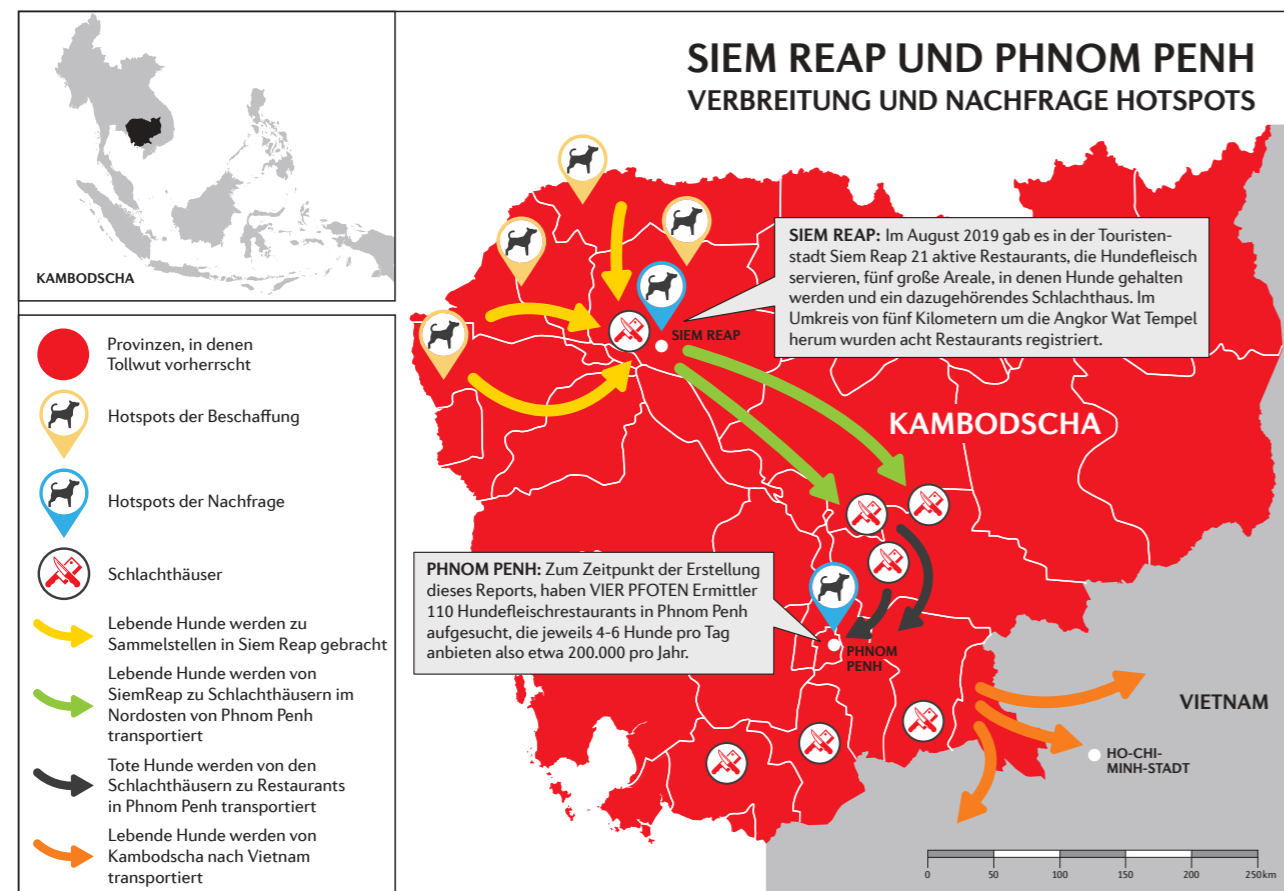 SIEM REAP UND PHNOM PENH
VERBREITUNG UND NACHFRAGE HOTSPOTS
KAMBODSCHA
Provinzen, in denen
Tollwut vorherrscht
Hotspots der Beschaffung
Hotspots der Nachfrage
Schlachthäuser
Lebende Hunde werden zu
Sammelstellen in Siem Reap gebracht
Lebende Hunde werden von
SiemReap zu Schlachthäusern im
Nordosten von Phnom Penh
transportiert
Tote Hunde werden von den
Schlachthäusern zu Restaurants
in Phnom Penh transportiert
Lebende Hunde werden von
Kambodscha nach Vietnam
transportiert
SIEM REAP: Im August 2019 gab es in der Touristen-
stadt Siem Reap 21 aktive Restaurants, die Hundefleisch
servieren, fünf große Areale, in denen Hunde gehalten
werden und ein dazugehörendes Schlachthaus. Im
Umkreis von fünf Kilometern um die Angkor Wat Tempel
herum wurden acht Restaurants registriert.
SIEM REAP
KAMBODSCHA
PHNOM PENH: Zum Zeitpunkt der Erstellung
dieses Reports, haben VIER PFOTEN Ermittler
110 Hundefleischrestaurants in Phnom Penh
aufgesucht, die jeweils 4-6 Hunde pro Tag
anbieten also etwa 200.000 pro Jahr.
PHNOM
PENH
VIETNAM
HO-CHI-
MINH-STADT
0 50 100 150 200 250km